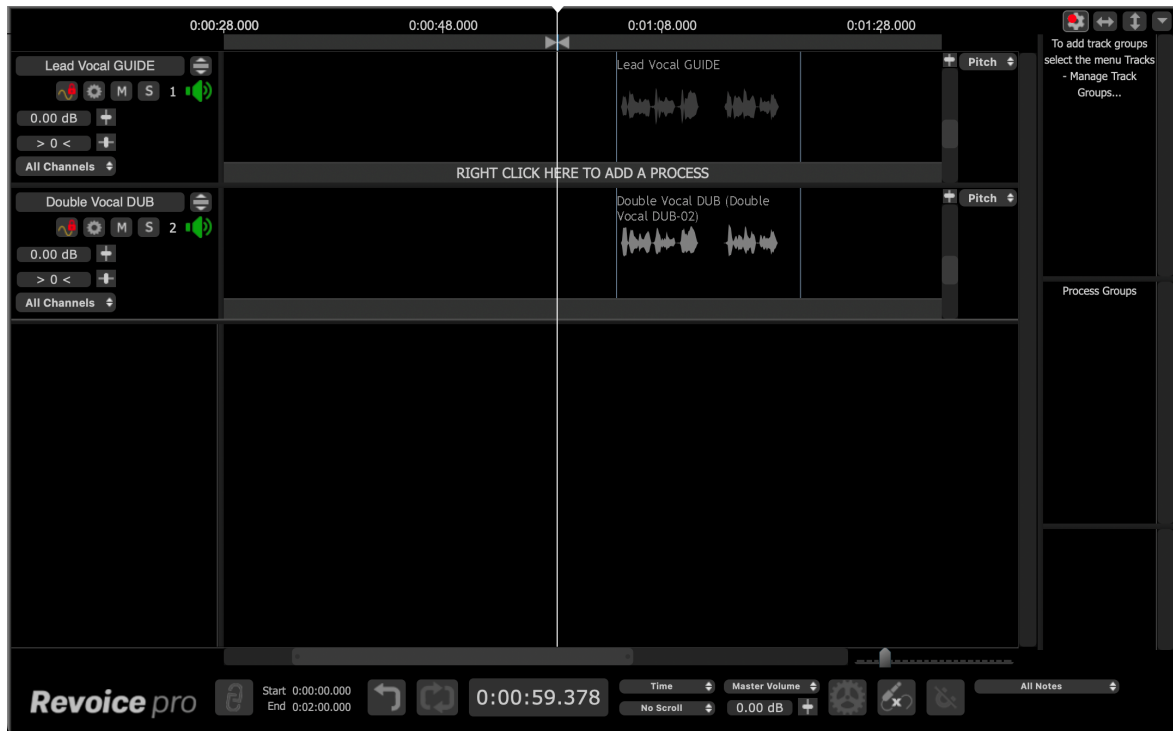 0:00:28.000 0:00:48.000 0:01:08.000 0:01:28.000
To add track groups
select the menu Tracks
- Manage Track
Groups...
Lead Vocal GUIDE
M S 1
0.00 dB
> 0 <
All Channels
Lead Vocal GUIDE
Pitch
RIGHT CLICK HERE TO ADD A PROCESS
Double Vocal DUB
M S 2
0.00 dB
> 0 <
All Channels
Double Vocal DUB (Double
Vocal DUB-02)
Pitch
Process Groups
Revoice pro
Start 0:00:00.000
End 0:02:00.000
0:00:59.378
Time
No Scroll
Master Volume
0.00 dB
x
All Notes